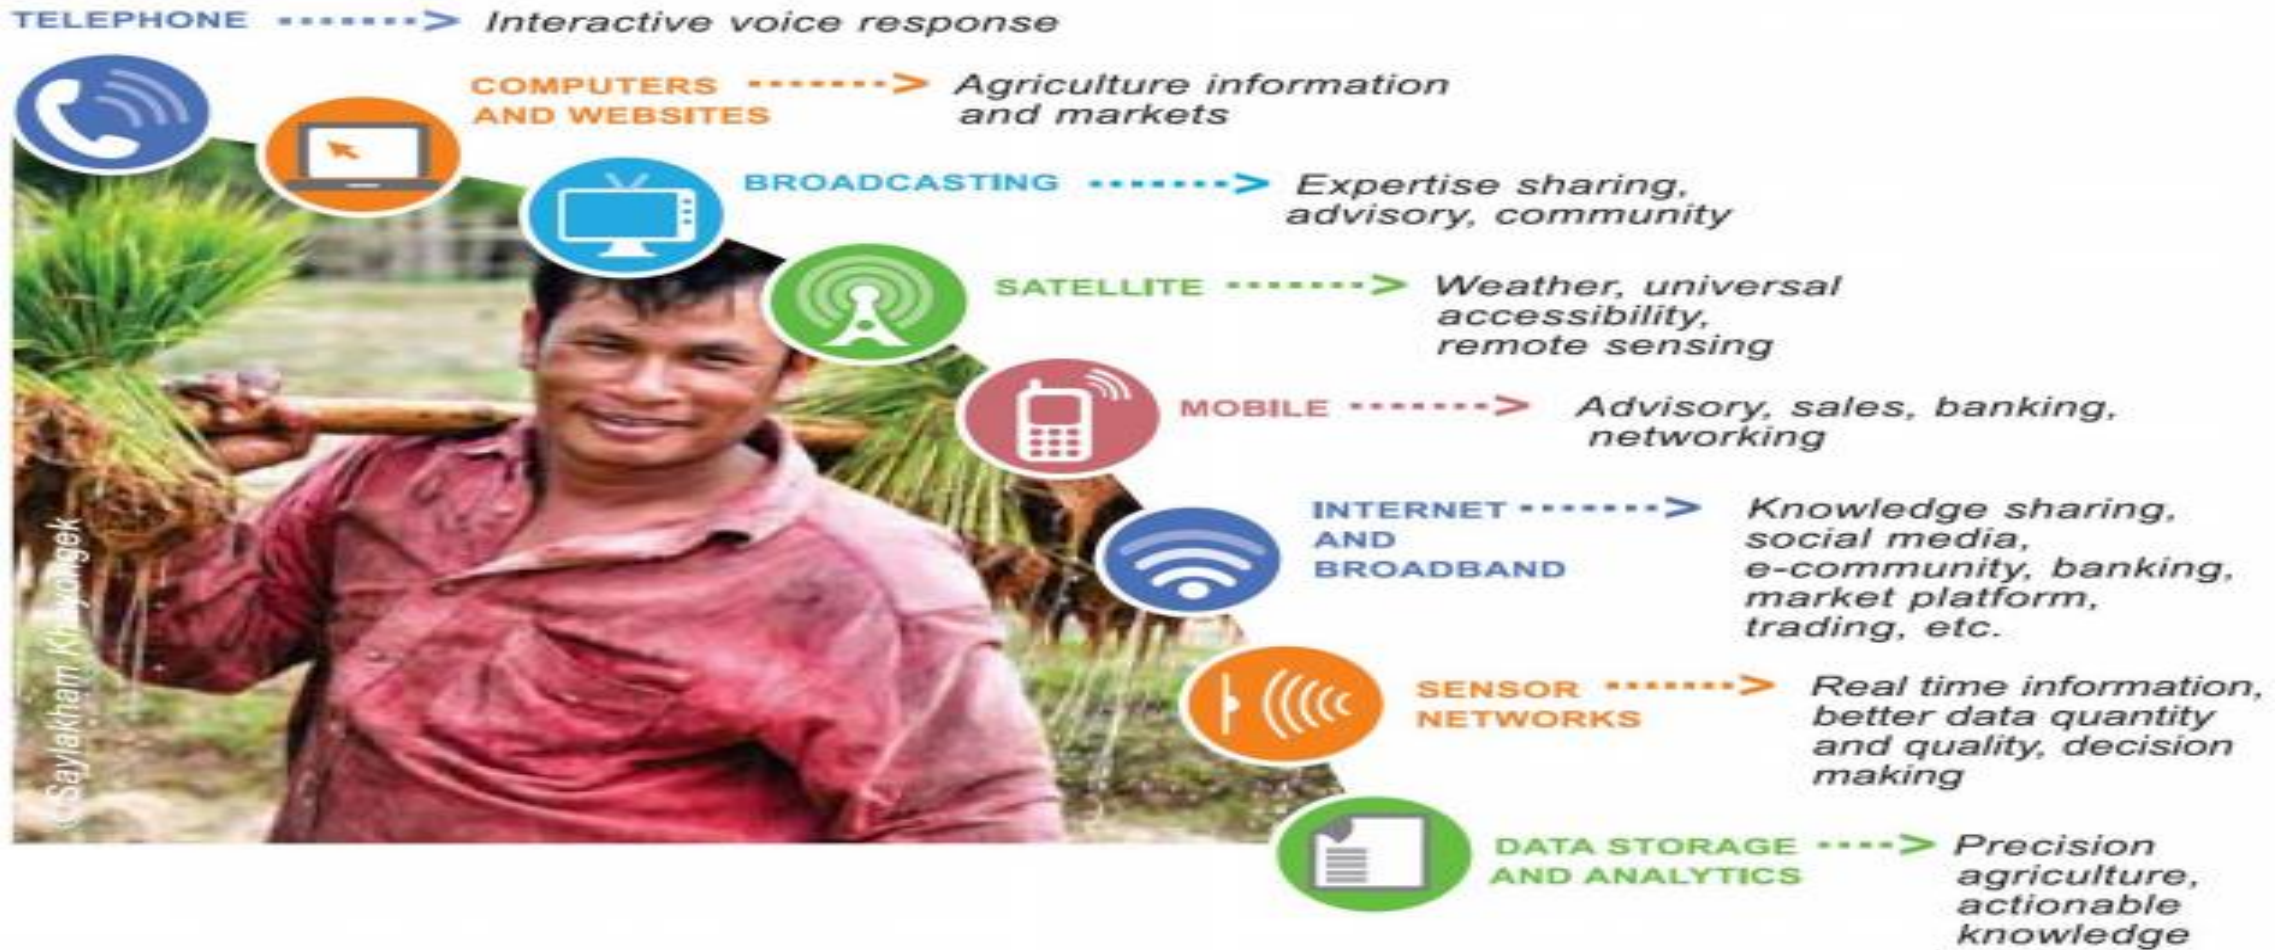 TELEPHONE -------> Interactive voice response
COMPUTERS -------> Agriculture information
AND WEBSITES and markets
BROADCASTING -------> Expertise sharing,
advisory, community
SATELLITE -------> Weather, universal
accessibility,
remote sensing
MOBILE -------> Advisory, sales, banking,
networking
INTERNET -------> Knowledge sharing,
AND social media,
BROADBAND e-community, banking,
market platform,
trading, etc.
SENSOR -------> Real time information,
NETWORKS better data quantity
and quality, decision
making
DATA STORAGE ----> Precision
AND ANALYTICS agriculture,
actionable
knowledge
©Saylakham